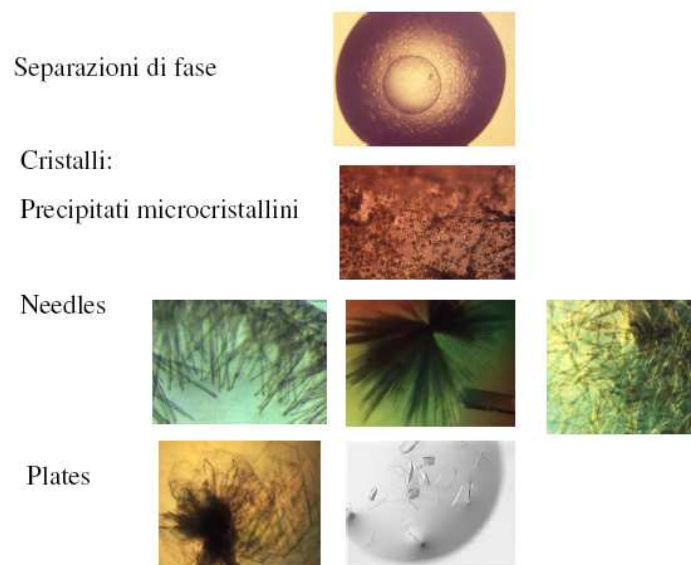 Separazioni di fase
Cristalli:
Precipitati microcristallini
Needles
Plates